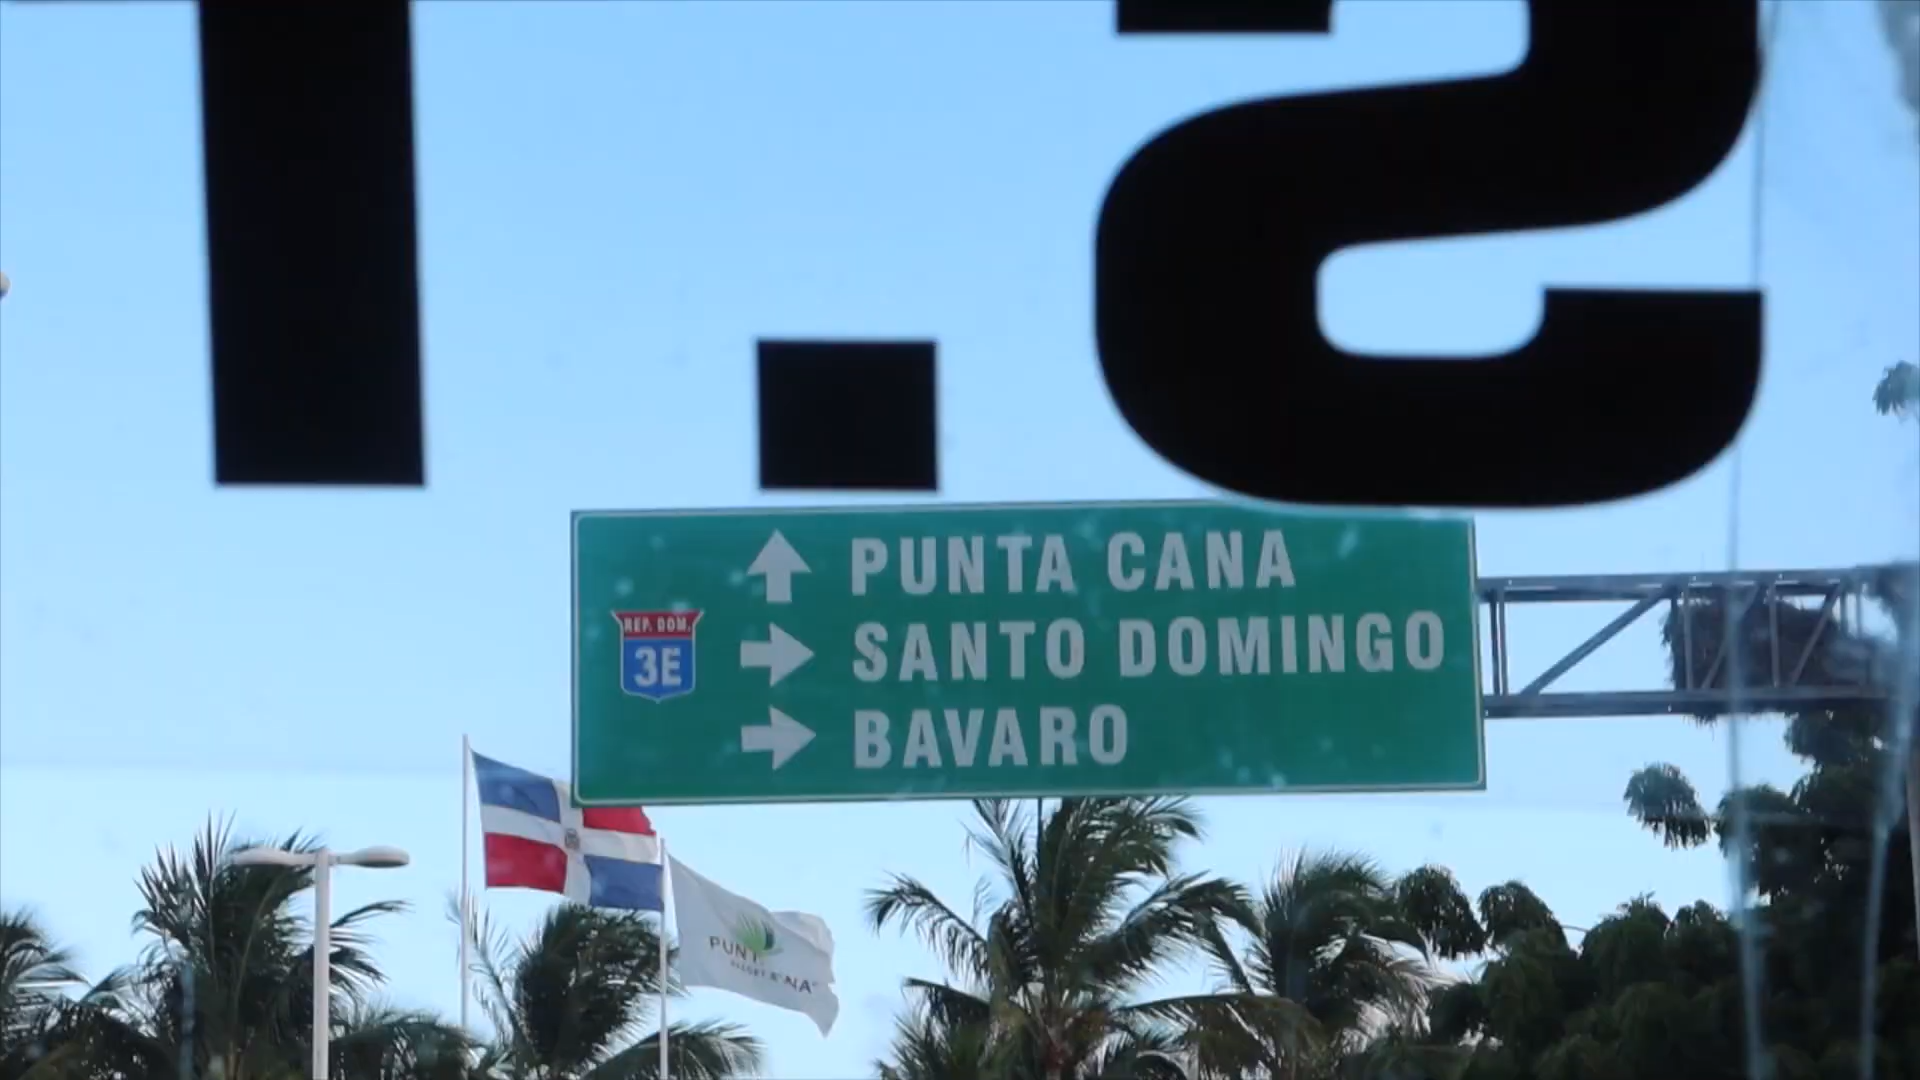 PUNTA CANA
REP. DOM.
3E
SANTO DOMINGO
BAVARO